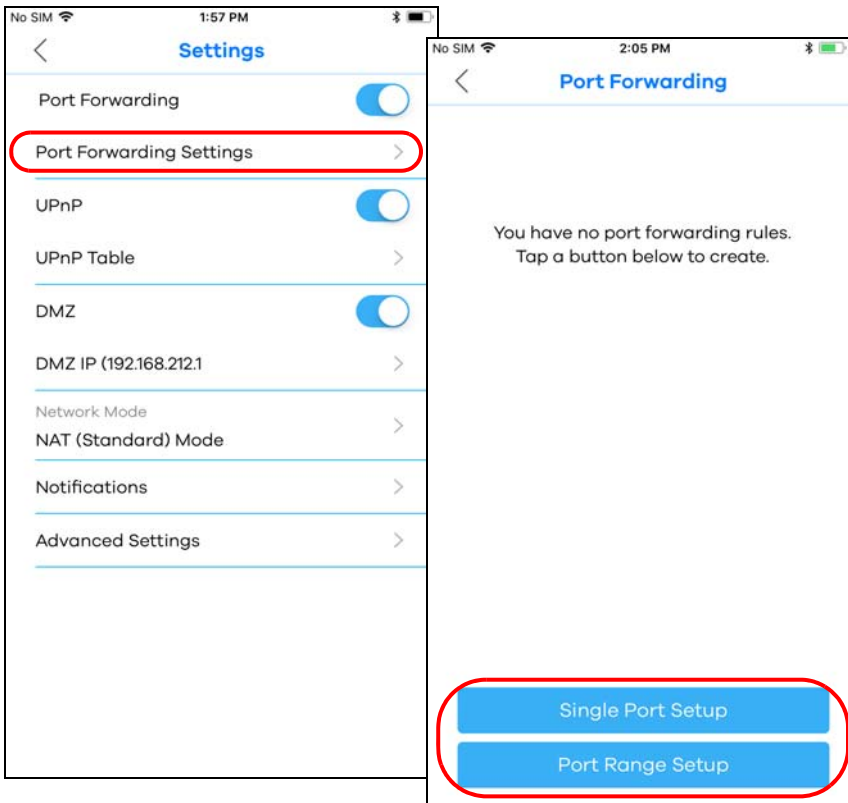 No SIM 1:57 PM
Settings
Port Forwarding
Port Forwarding Settings
UPnP
UPnP Table
DMZ
DMZ IP (192.168.212.1
Network Mode
NAT (Standard) Mode
Notifications
Advanced Settings
No SIM 2:05 PM
Port Forwarding
You have no port forwarding rules.
Tap a button below to create.
Single Port Setup
Port Range Setup